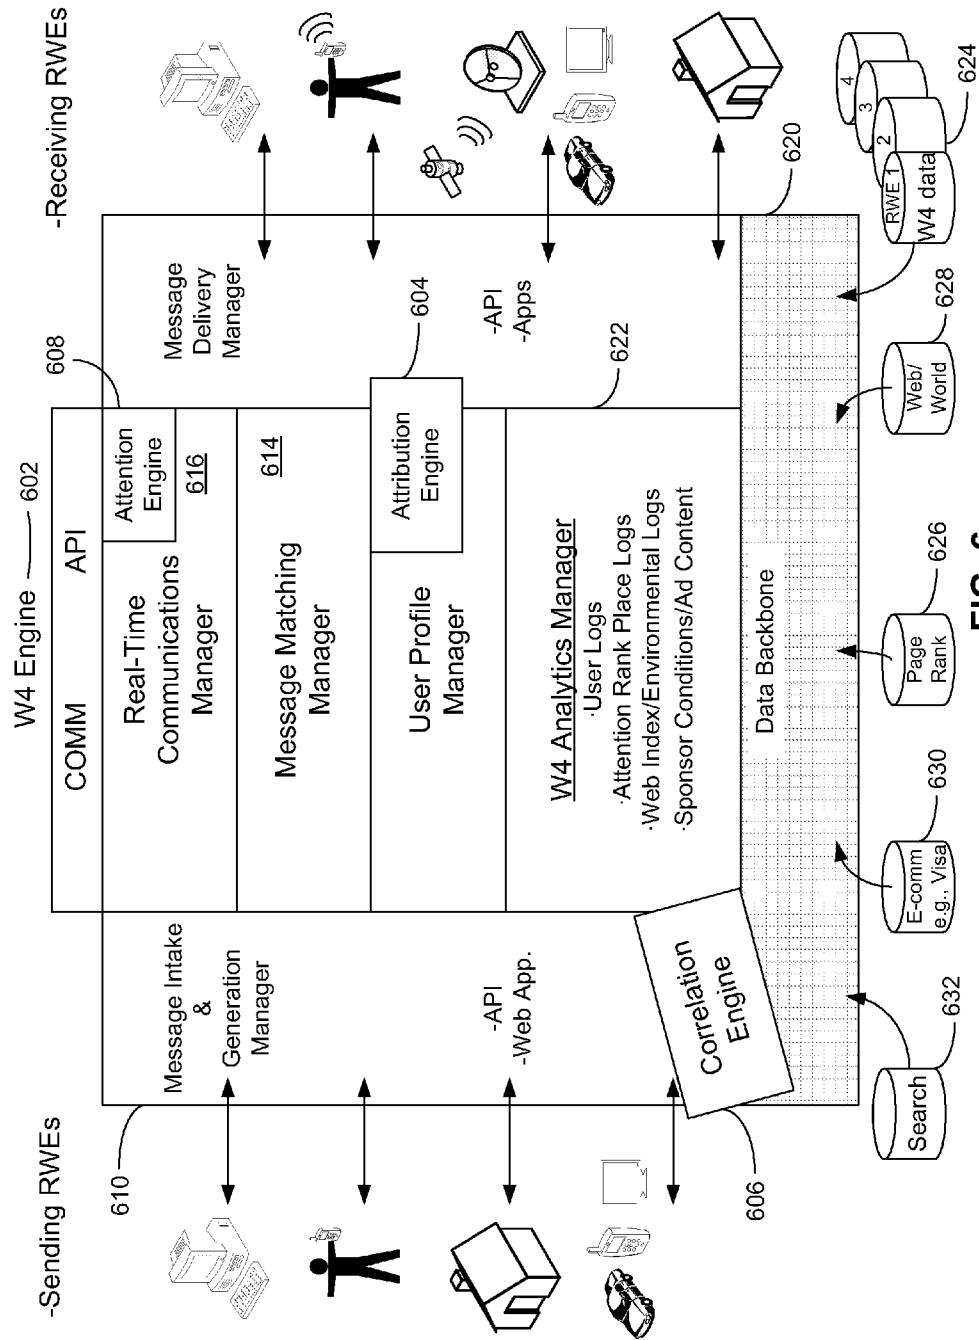 W4 Engine 602
-Sending RWEs
-Receiving RWEs
COMM API
610
608
Message Intake
&
Generation
Manager
Real-Time
Communications
Manager
Attention
Engine
616
Message
Delivery
Manager
Message Matching
Manager
614
User Profile
Manager
Attribution
Engine
604
-API
-Web App.
-API
-Apps
W4 Analytics Manager
·User Logs
·Attention Rank Place Logs
·Web Index/Environmental Logs
·Sponsor Conditions/Ad Content
622
Correlation
Engine
606
Data Backbone
620
Search
632
E-comm
e.g., Visa
630
Page
Rank
626
Web/
World
628
RWE 1
2
3
4
W4 data
624